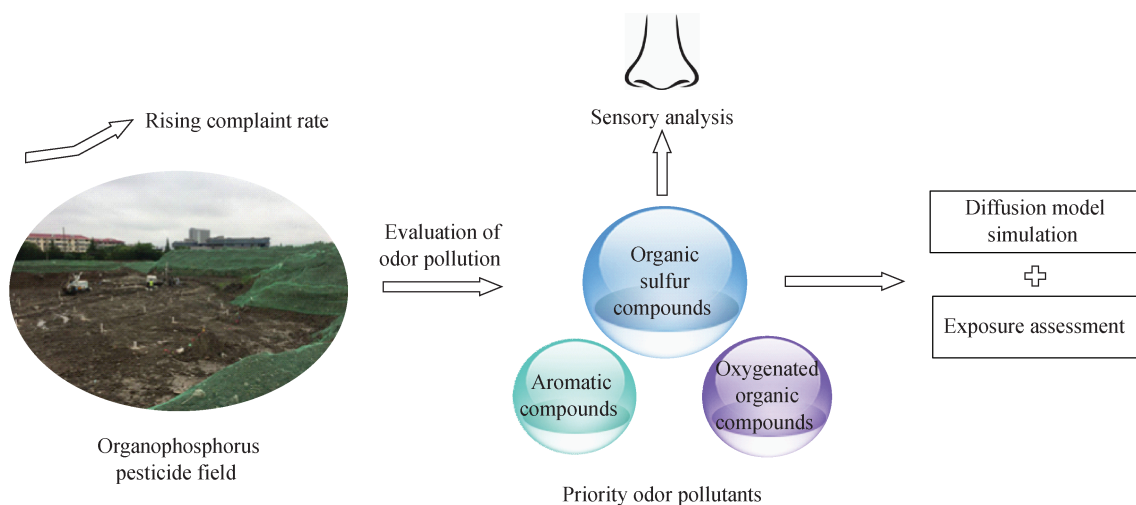 Rising complaint rate
Organophosphorus
pesticide field
Evaluation of
odor pollution
Sensory analysis
Organic
sulfur
compounds
Aromatic
compounds
Oxygenated
organic
compounds
Priority odor pollutants
Diffusion model
simulation
Exposure assessment